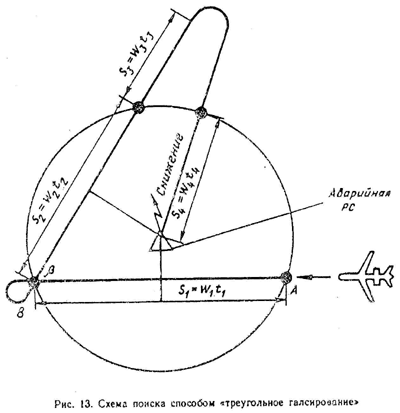 S₃=W₃t₃
S₂=W₂t₂
Снижение
S₄=W₄t₄
Аварийная
РС
β
В
S₁=W₁t₁
А
Рис. 13. Схема поиска способом «треугольное галсирование»